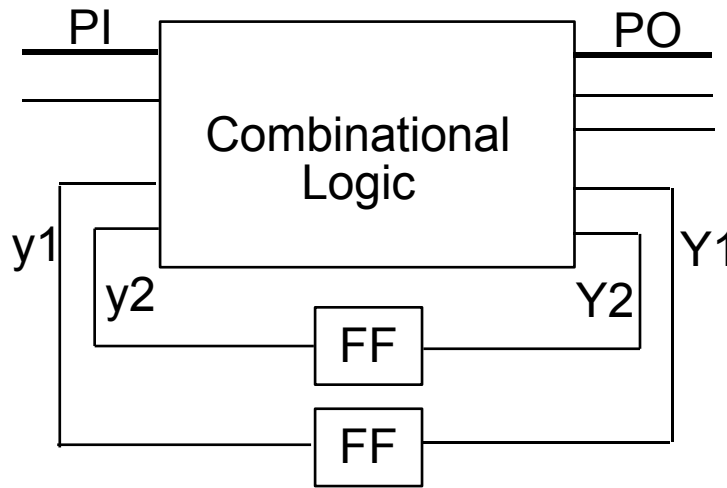 PI
PO
Combinational
Logic
y1
y2
Y2
Y1
FF
FF